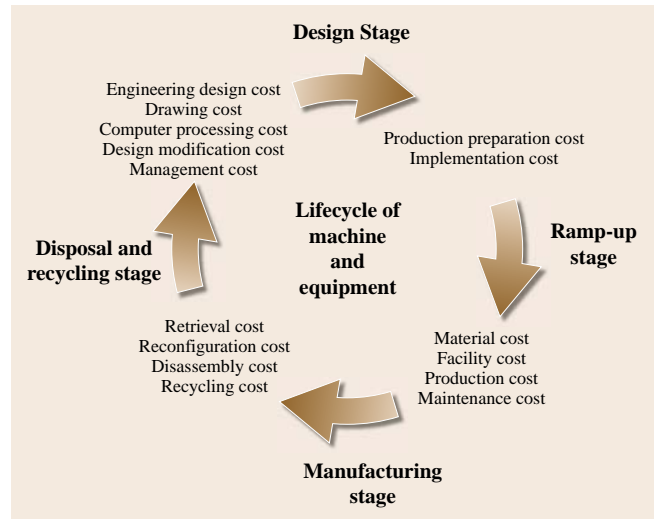 Design Stage
Engineering design cost
Drawing cost
Computer processing cost
Design modification cost
Management cost
Production preparation cost
Implementation cost
Lifecycle of
machine
and
equipment
Ramp-up
stage
Disposal and
recycling stage
Retrieval cost
Reconfiguration cost
Disassembly cost
Recycling cost
Material cost
Facility cost
Production cost
Maintenance cost
Manufacturing
stage